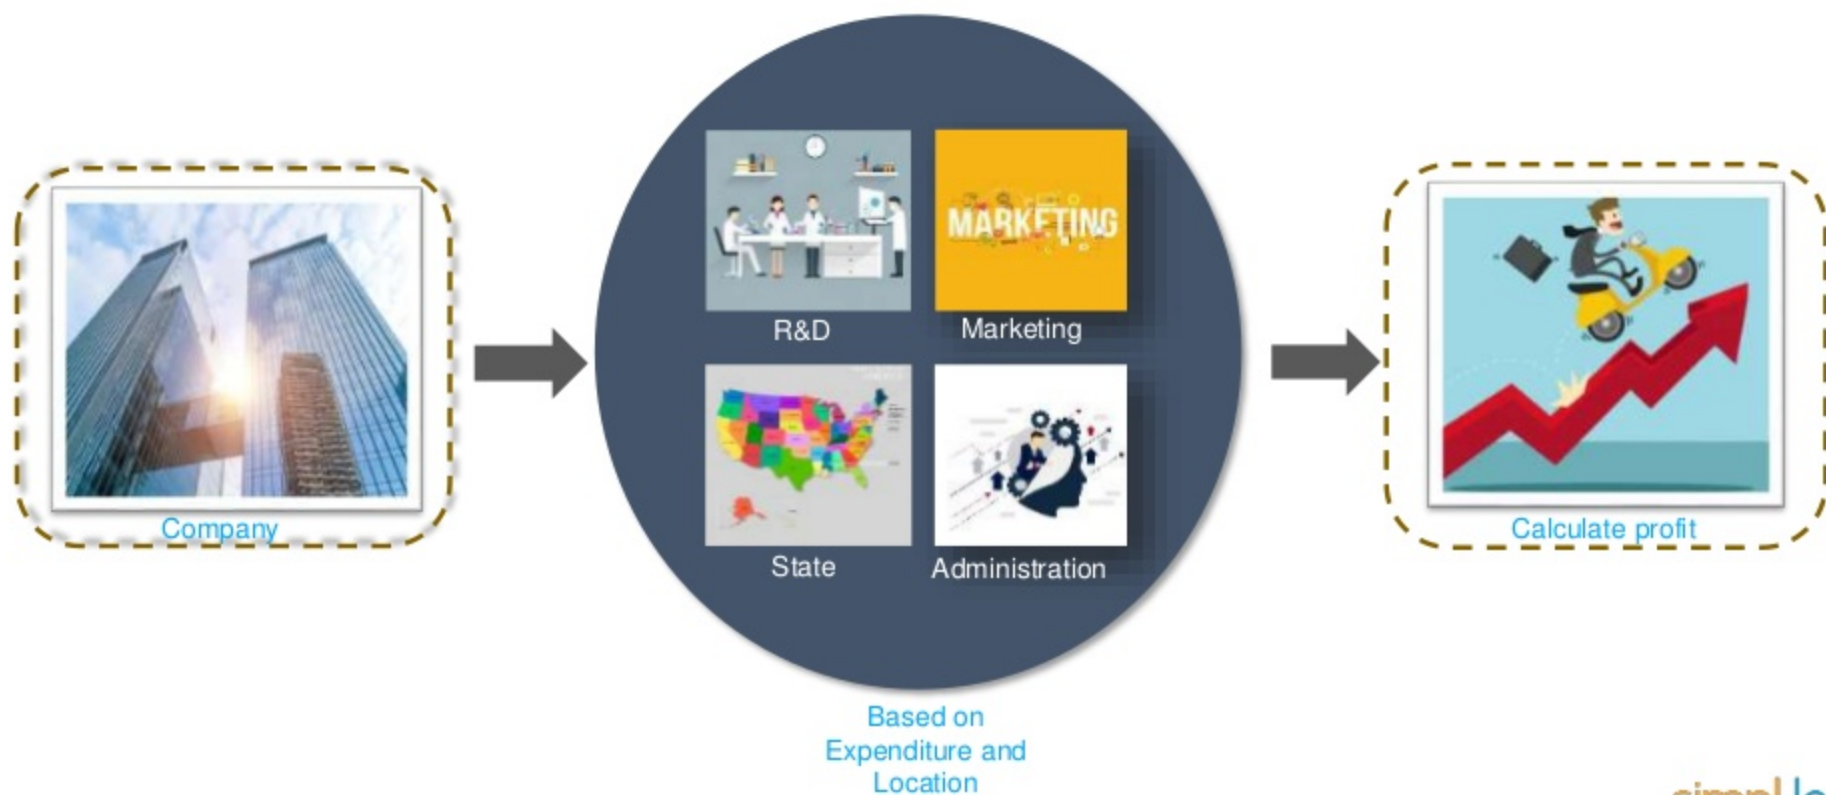 MARKETING
R&D
Marketing
State
Administration
Company
Calculate profit
Based on
Expenditure and
Location